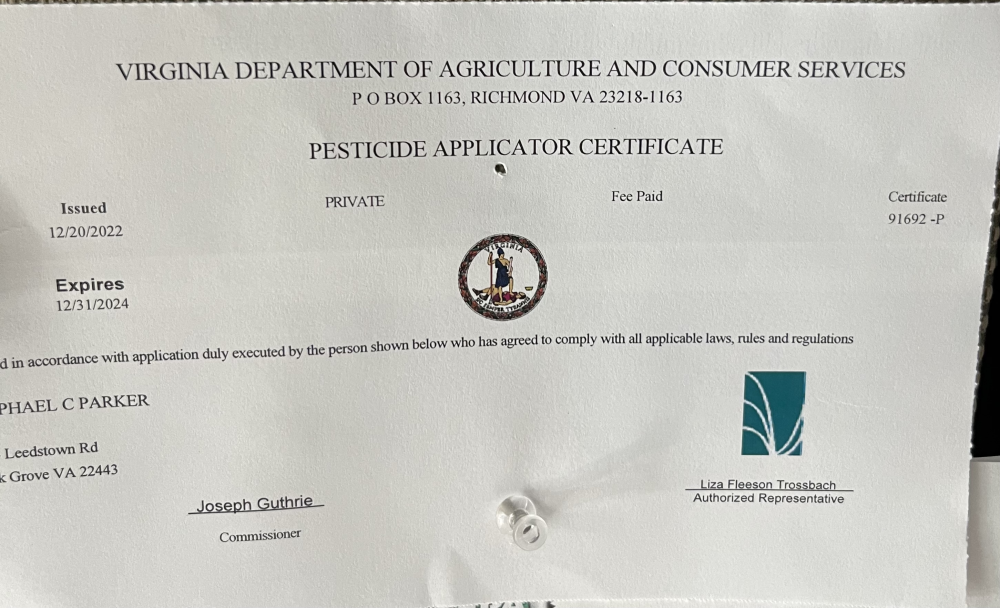 VIRGINIA DEPARTMENT OF AGRICULTURE AND CONSUMER SERVICES
P O BOX 1163, RICHMOND VA 23218-1163
PESTICIDE APPLICATOR CERTIFICATE
Issued
12/20/2022
PRIVATE
Fee Paid
Certificate
91692 -P
Expires
12/31/2024
VIRGINIA
SIC SEMPER TYRANNIS
d in accordance with application duly executed by the person shown below who has agreed to comply with all applicable laws, rules and regulations
PHAEL C PARKER
Leedstown Rd
k Grove VA 22443
Joseph Guthrie
Commissioner
Liza Fleeson Trossbach
Authorized Representative